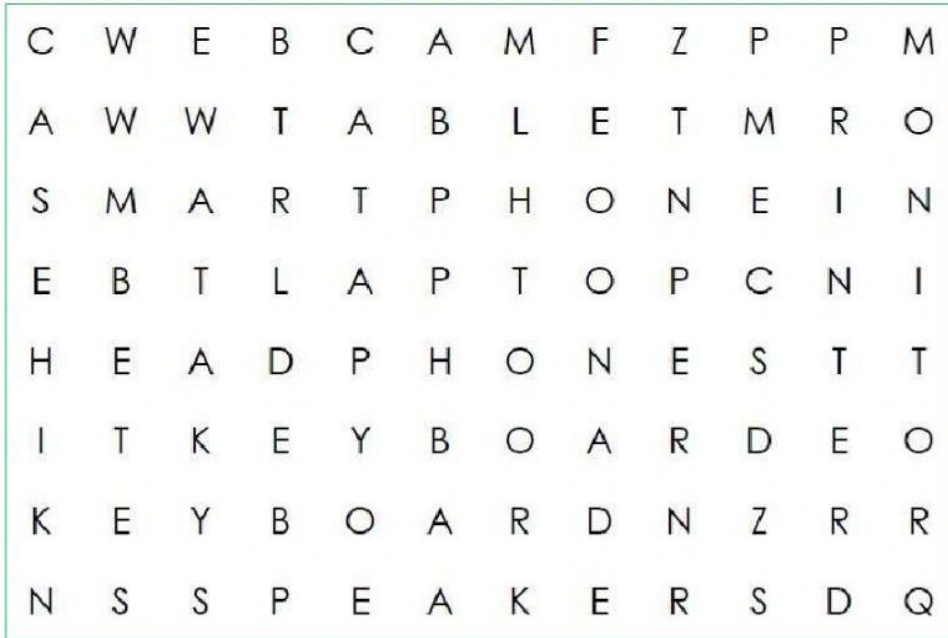 C W E B C A M F Z P P M
A W W T A B L E T M R O
S M A R T P H O N E I N
E B T L A P T O P C N I
H E A D P H O N E S T T
I T K E Y B O A R D E O
K E Y B O A R D N Z R R
N S S P E A K E R S D Q